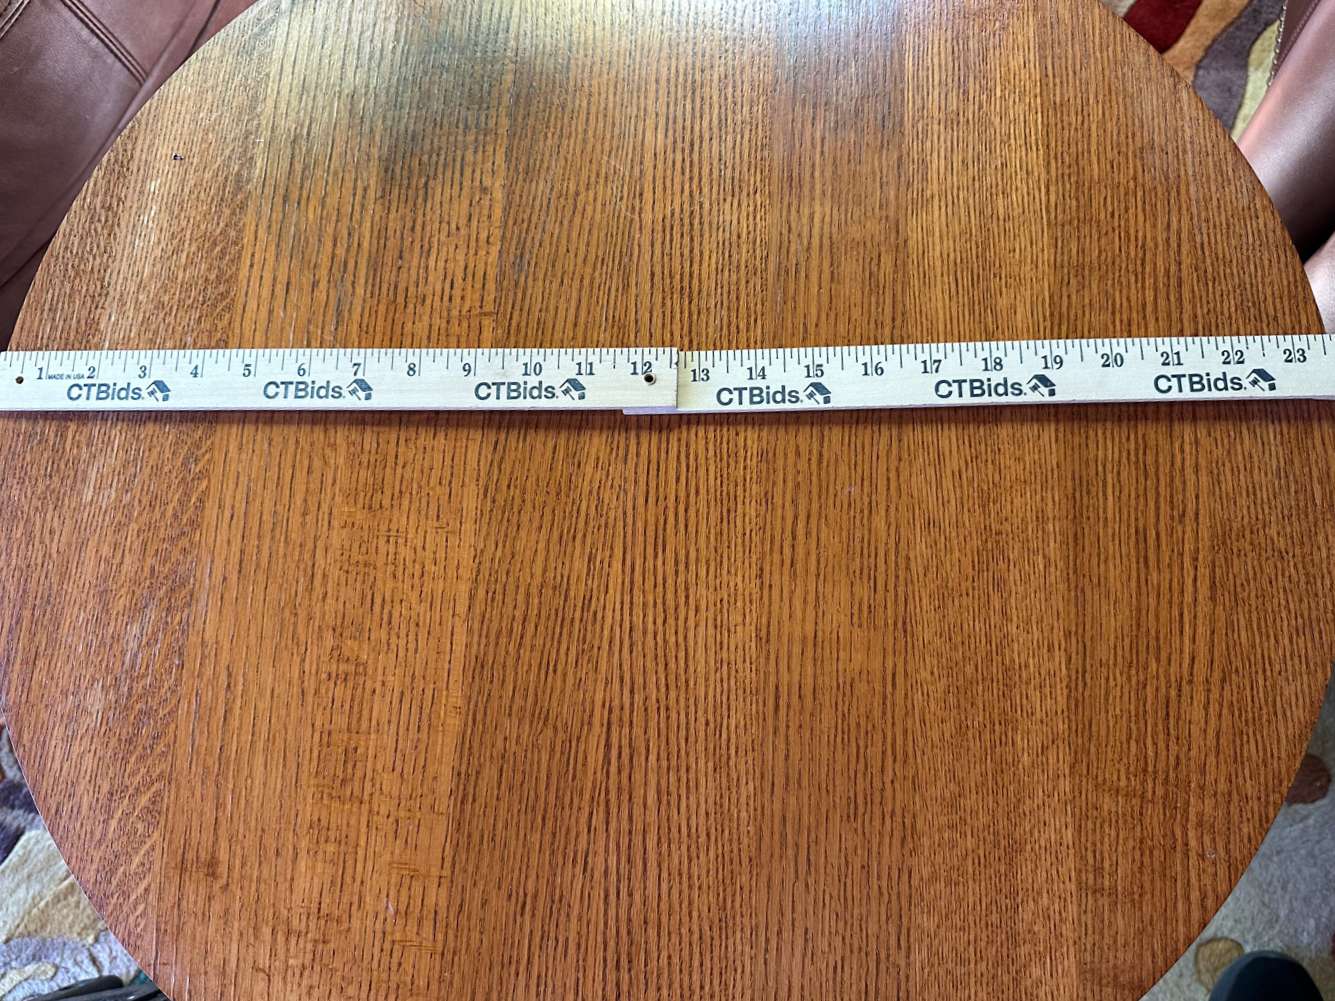 1 MADE IN USA 2 3 4 5 6 7 8 9 10 11 12 13 14 15 16 17 18 19 20 21 22 23
CTBids. CTBids. CTBids. CTBids. CTBids. CTBids.